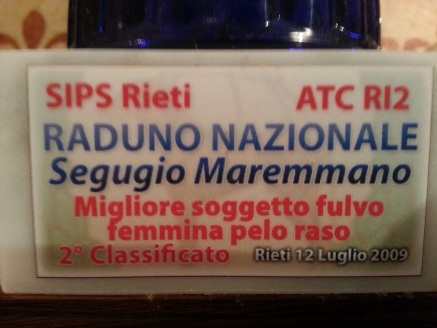 SIPS Rieti ATC RI2
RADUNO NAZIONALE
Segugio Maremmano
Migliore soggetto fulvo
femmina pelo raso
2° Classificato Rieti 12 Luglio 2009